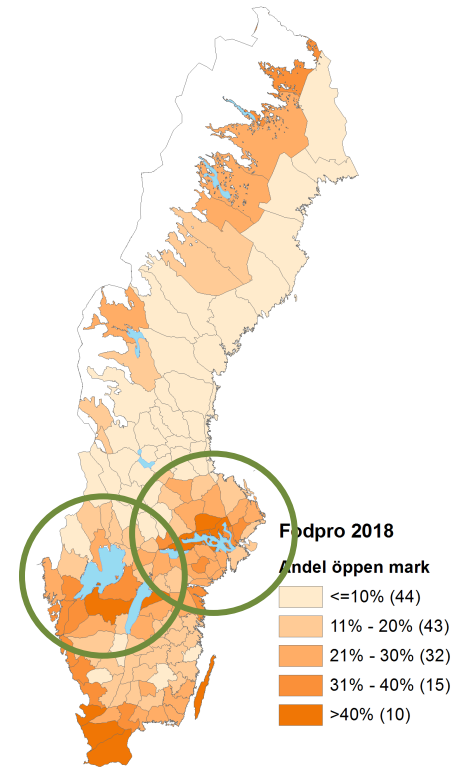 Fodpro 2018
Andel öppen mark
<=10% (44)
11% - 20% (43)
21% - 30% (32)
31% - 40% (15)
>40% (10)